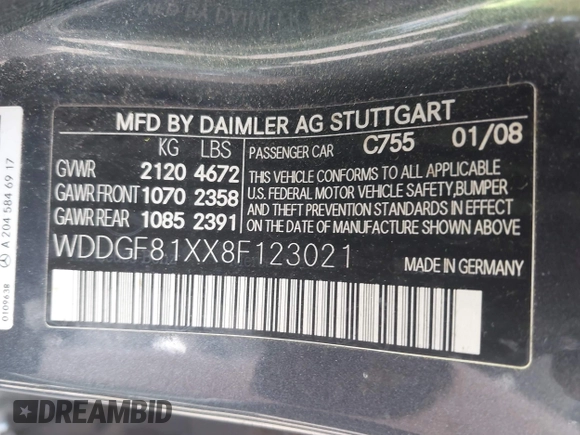 MFD BY DAIMLER AG STUTTGART
KG LBS
GVWR 2120 4672
GAWR FRONT 1070 2358
GAWR REAR 1085 2391
PASSENGER CAR C755 01/08
THIS VEHICLE CONFORMS TO ALL APPLICABLE
U.S. FEDERAL MOTOR VEHICLE SAFETY, BUMPER
AND THEFT PREVENTION STANDARDS IN EFFECT
ON THE DATE OF MANUFACTURE SHOWN ABOVE.
WDDGF81XX8F123021
MADE IN GERMANY
A 204 584 69 17
0109638
DREAMBID